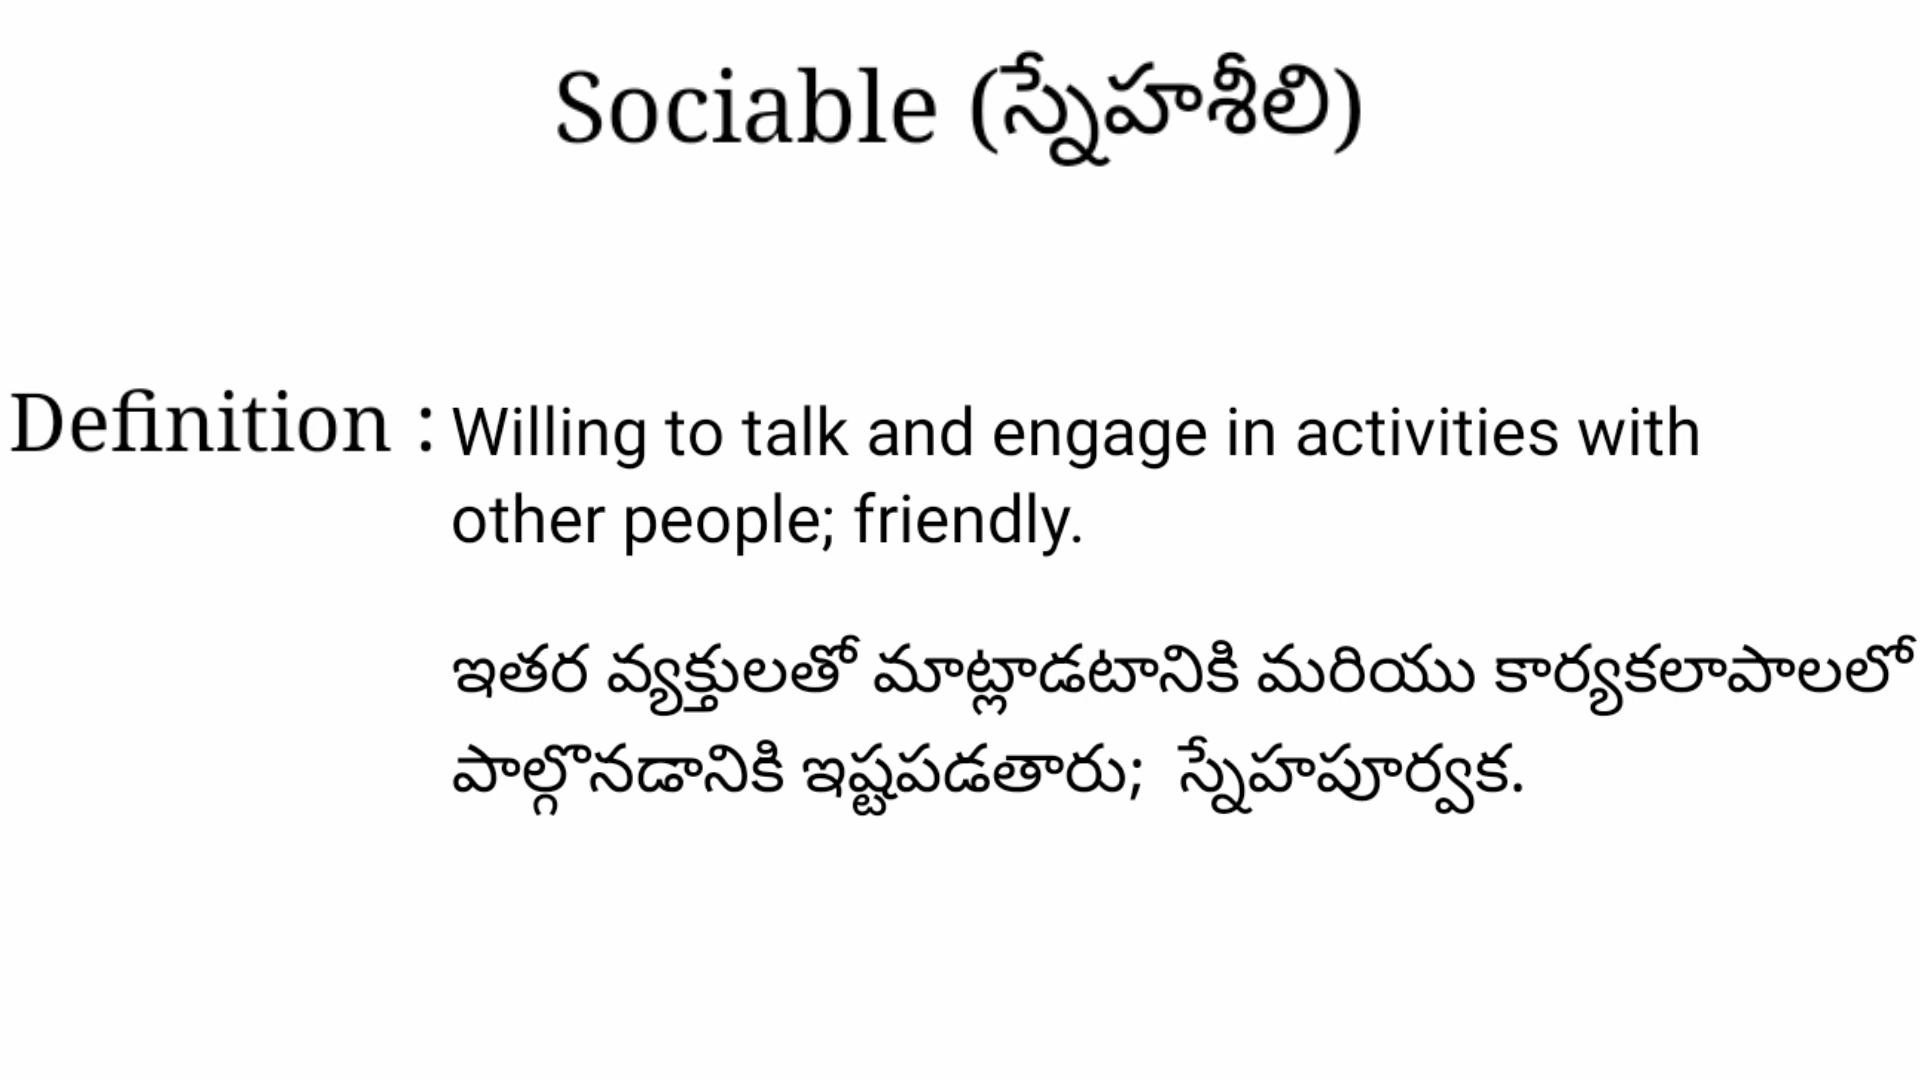 Sociable (స్నేహశీలి)
Definition : Willing to talk and engage in activities with
other people; friendly.
ఇతర వ్యక్తులతో మాట్లాడటానికి మరియు కార్యకలాపాలలో
పాల్గొనడానికి ఇష్టపడతారు; స్నేహపూర్వక.